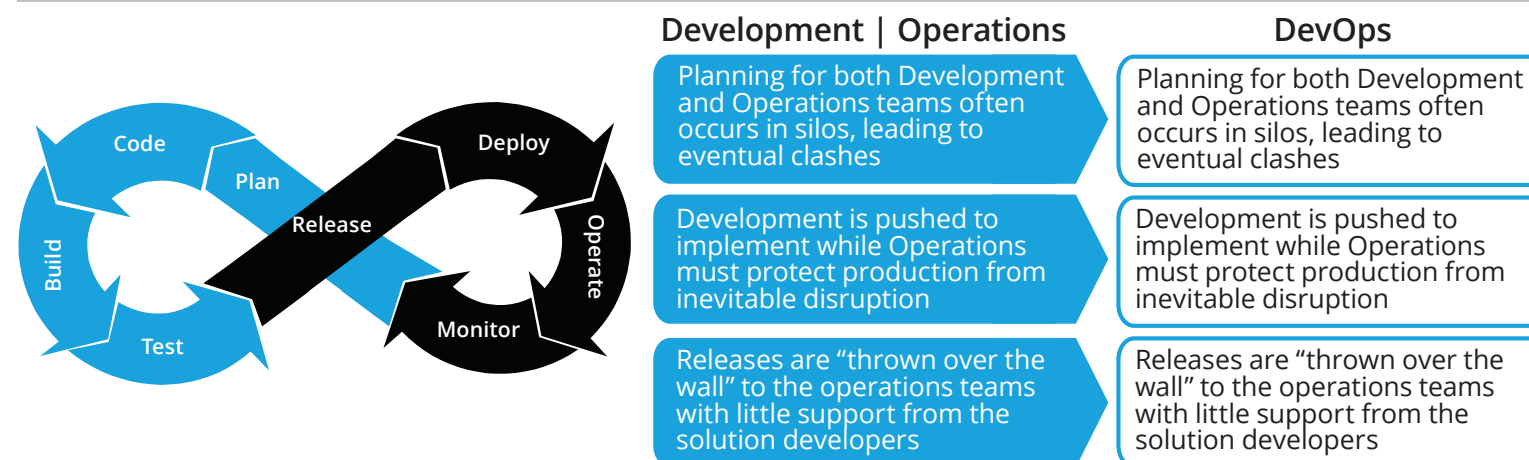 Development | Operations
DevOps
Code
Plan
Build
Test
Release
Deploy
Operate
Monitor
Planning for both Development
and Operations teams often
occurs in silos, leading to
eventual clashes
Planning for both Development
and Operations teams often
occurs in silos, leading to
eventual clashes
Development is pushed to
implement while Operations
must protect production from
inevitable disruption
Development is pushed to
implement while Operations
must protect production from
inevitable disruption
Releases are “thrown over the
wall” to the operations teams
with little support from the
solution developers
Releases are “thrown over the
wall” to the operations teams
with little support from the
solution developers